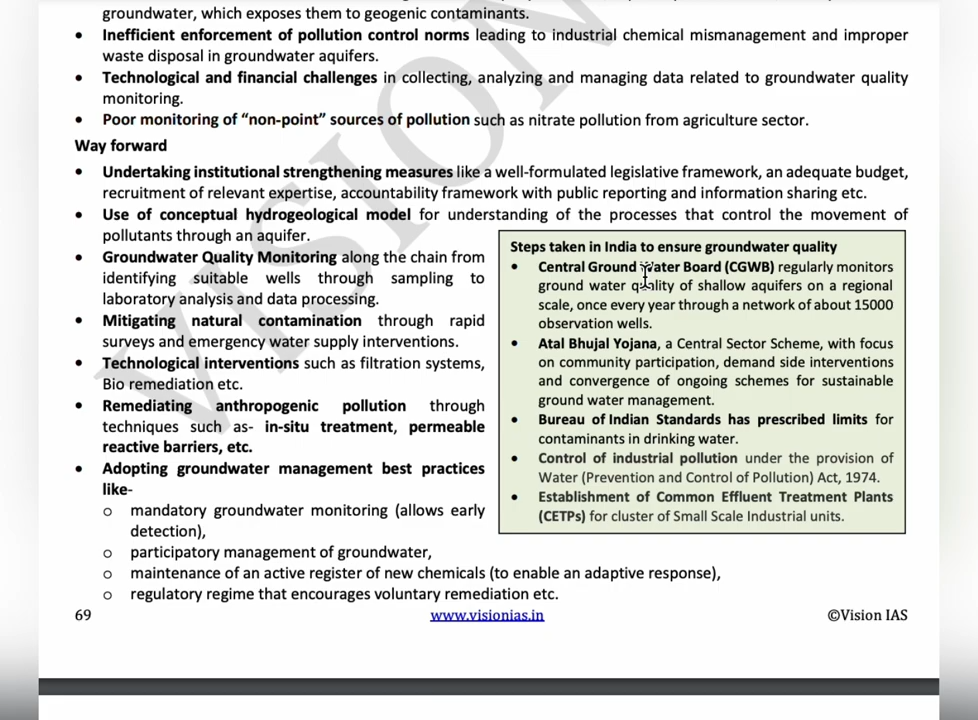 groundwater, which exposes them to geogenic contaminants.
• Inefficient enforcement of pollution control norms leading to industrial chemical mismanagement and improper
waste disposal in groundwater aquifers.
• Technological and financial challenges in collecting, analyzing and managing data related to groundwater quality
monitoring.
• Poor monitoring of “non-point” sources of pollution such as nitrate pollution from agriculture sector.
Way forward
• Undertaking institutional strengthening measures like a well-formulated legislative framework, an adequate budget,
recruitment of relevant expertise, accountability framework with public reporting and information sharing etc.
• Use of conceptual hydrogeological model for understanding of the processes that control the movement of
pollutants through an aquifer.
• Groundwater Quality Monitoring along the chain from
identifying suitable wells through sampling to
laboratory analysis and data processing.
• Mitigating natural contamination through rapid
surveys and emergency water supply interventions.
• Technological interventions such as filtration systems,
Bio remediation etc.
• Remediating anthropogenic pollution through
techniques such as- in-situ treatment, permeable
reactive barriers, etc.
• Adopting groundwater management best practices
like-
o mandatory groundwater monitoring (allows early
detection),
o participatory management of groundwater,
o maintenance of an active register of new chemicals (to enable an adaptive response),
o regulatory regime that encourages voluntary remediation etc.
Steps taken in India to ensure groundwater quality
• Central Ground Water Board (CGWB) regularly monitors
ground water quality of shallow aquifers on a regional
scale, once every year through a network of about 15000
observation wells.
• Atal Bhujal Yojana, a Central Sector Scheme, with focus
on community participation, demand side interventions
and convergence of ongoing schemes for sustainable
ground water management.
• Bureau of Indian Standards has prescribed limits for
contaminants in drinking water.
• Control of industrial pollution under the provision of
Water (Prevention and Control of Pollution) Act, 1974.
• Establishment of Common Effluent Treatment Plants
(CETPs) for cluster of Small Scale Industrial units.
69 www.visionias.in ©Vision IAS